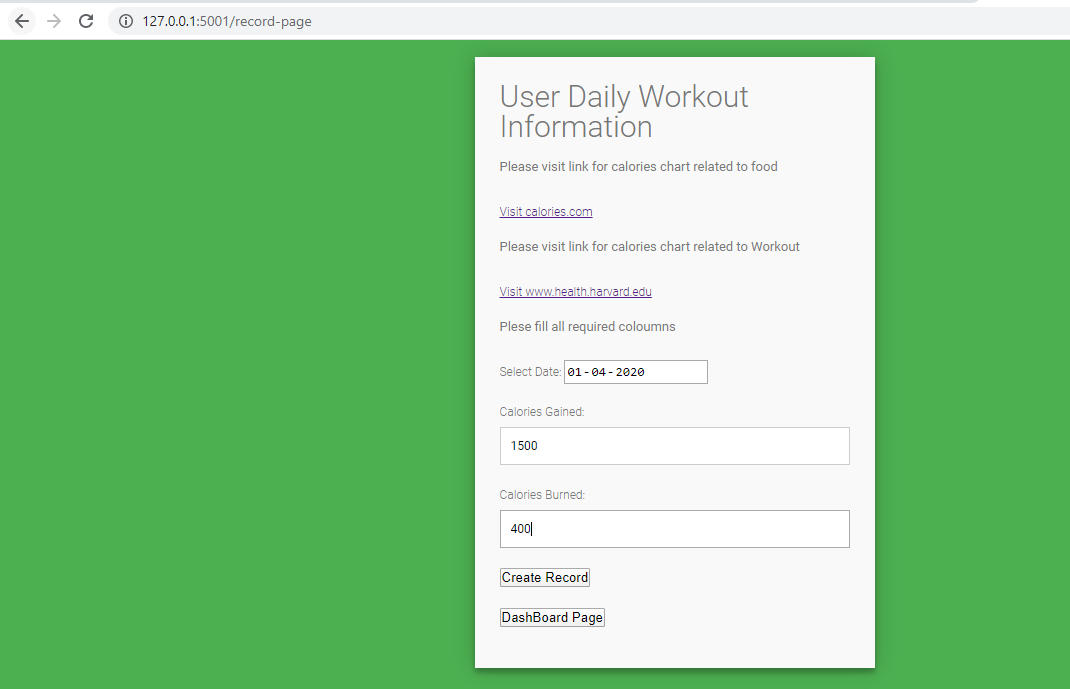 127.0.0.1:5001/record-page
User Daily Workout
Information
Please visit link for calories chart related to food
Visit calories.com
Please visit link for calories chart related to Workout
Visit www.health.harvard.edu
Plese fill all required coloumns
Select Date: 01-04-2020
Calories Gained:
1500
Calories Burned:
400
Create Record
DashBoard Page